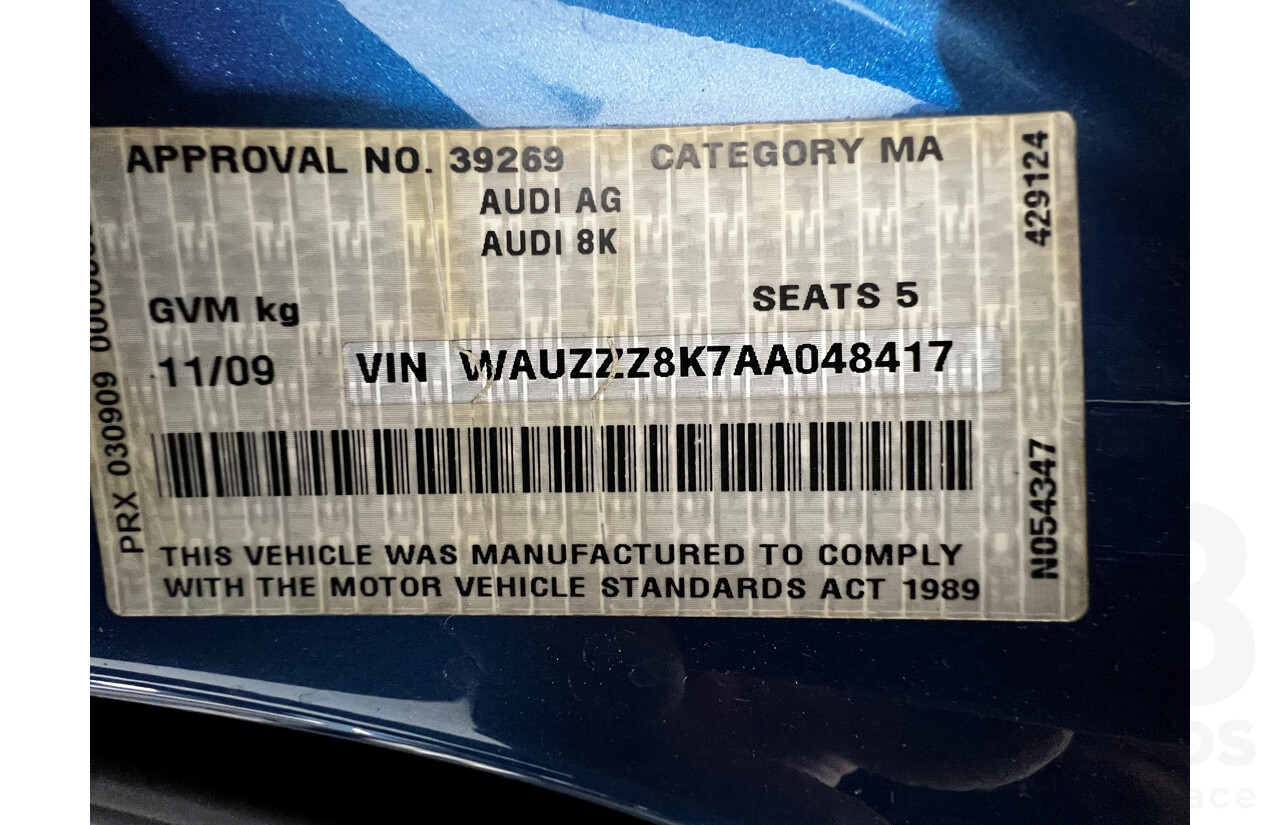 APPROVAL NO. 39269 CATEGORY MA
AUDI AG
AUDI 8K
GVM kg SEATS 5
11/09 VIN WAUZZZ8K7AA048417
THIS VEHICLE WAS MANUFACTURED TO COMPLY
WITH THE MOTOR VEHICLE STANDARDS ACT 1989
PRX 030909
429124
N054347